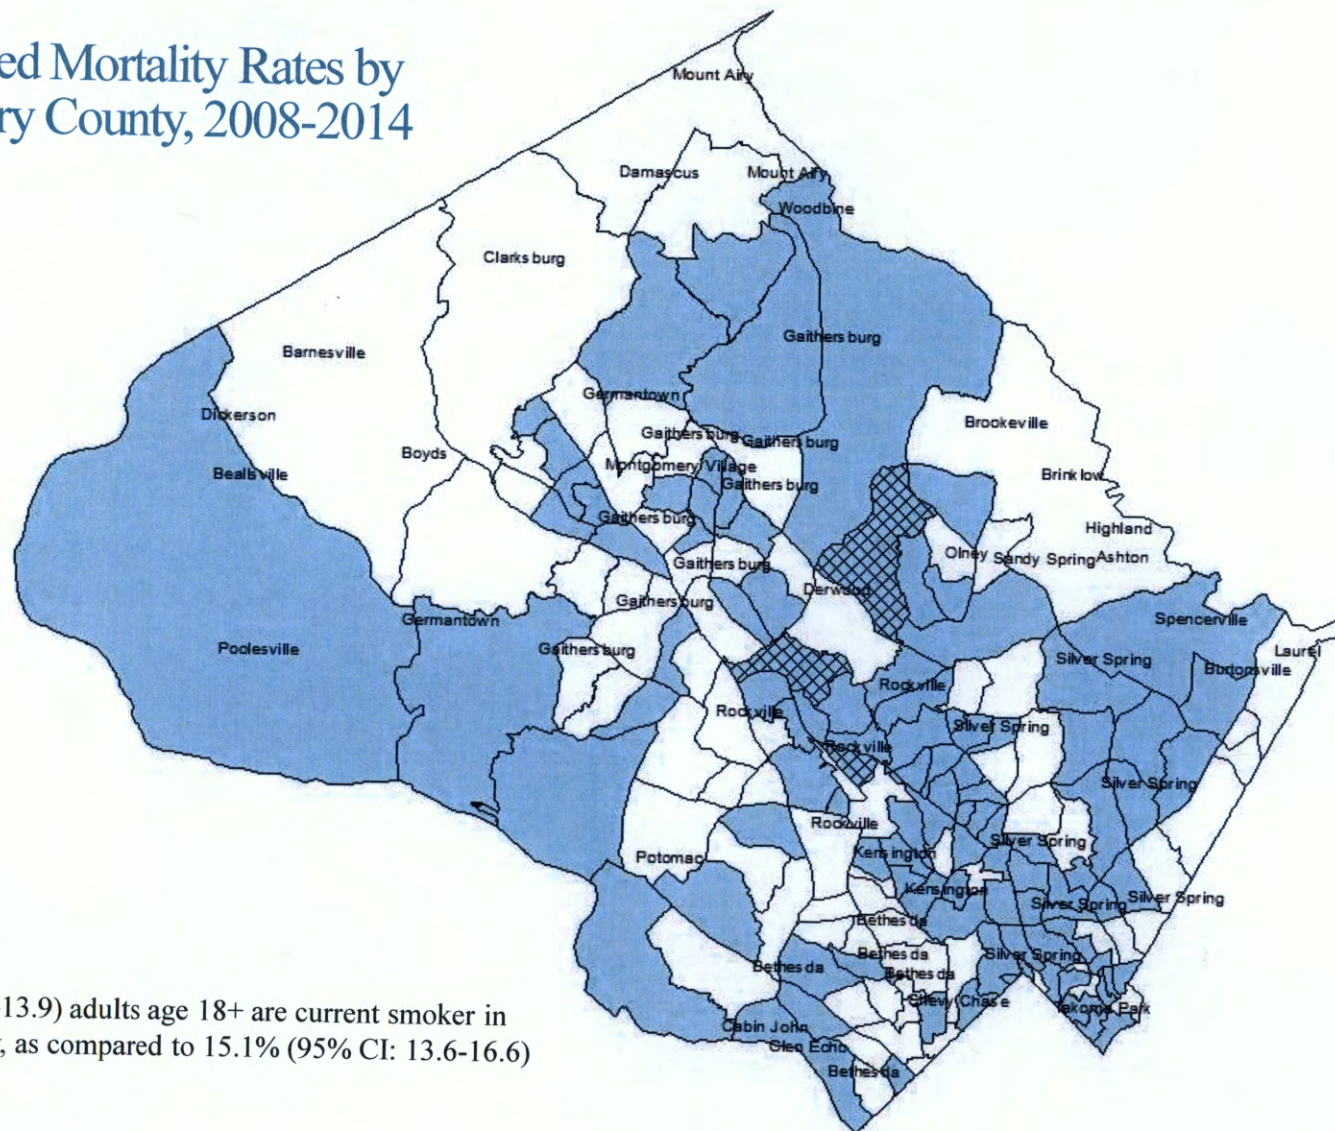 ed Mortality Rates by
ry County, 2008-2014
Mount Airy
Damascus
Mount Airy
Woodbine
Clarksburg
Gaithersburg
Barnesville
Germantown
Dickerson
Brookeville
Gaithersburg
Gaithersburg
Boyds
Montgomery Village
Beallsville
Brinklow
Gaithersburg
Gaithersburg
Highland
Olney
Sandy Spring
Ashton
Gaithersburg
Derwood
Gaithersburg
Germantown
Spencerville
Poolesville
Gaithersburg
Laurel
Silver Spring
Burtonsville
Rockville
Rockville
Silver Spring
Rockville
Silver Spring
Rockville
Silver Spring
Kensington
Potomac
Kensington
Silver Spring
Silver Spring
Bethesda
Bethesda
Silver Spring
Bethesda
Bethesda
Chevy Chase
Takoma Park
-13.9) adults age 18+ are current smoker in
, as compared to 15.1% (95% CI: 13.6-16.6)
Cabin John
Glen Echo
Bethesda